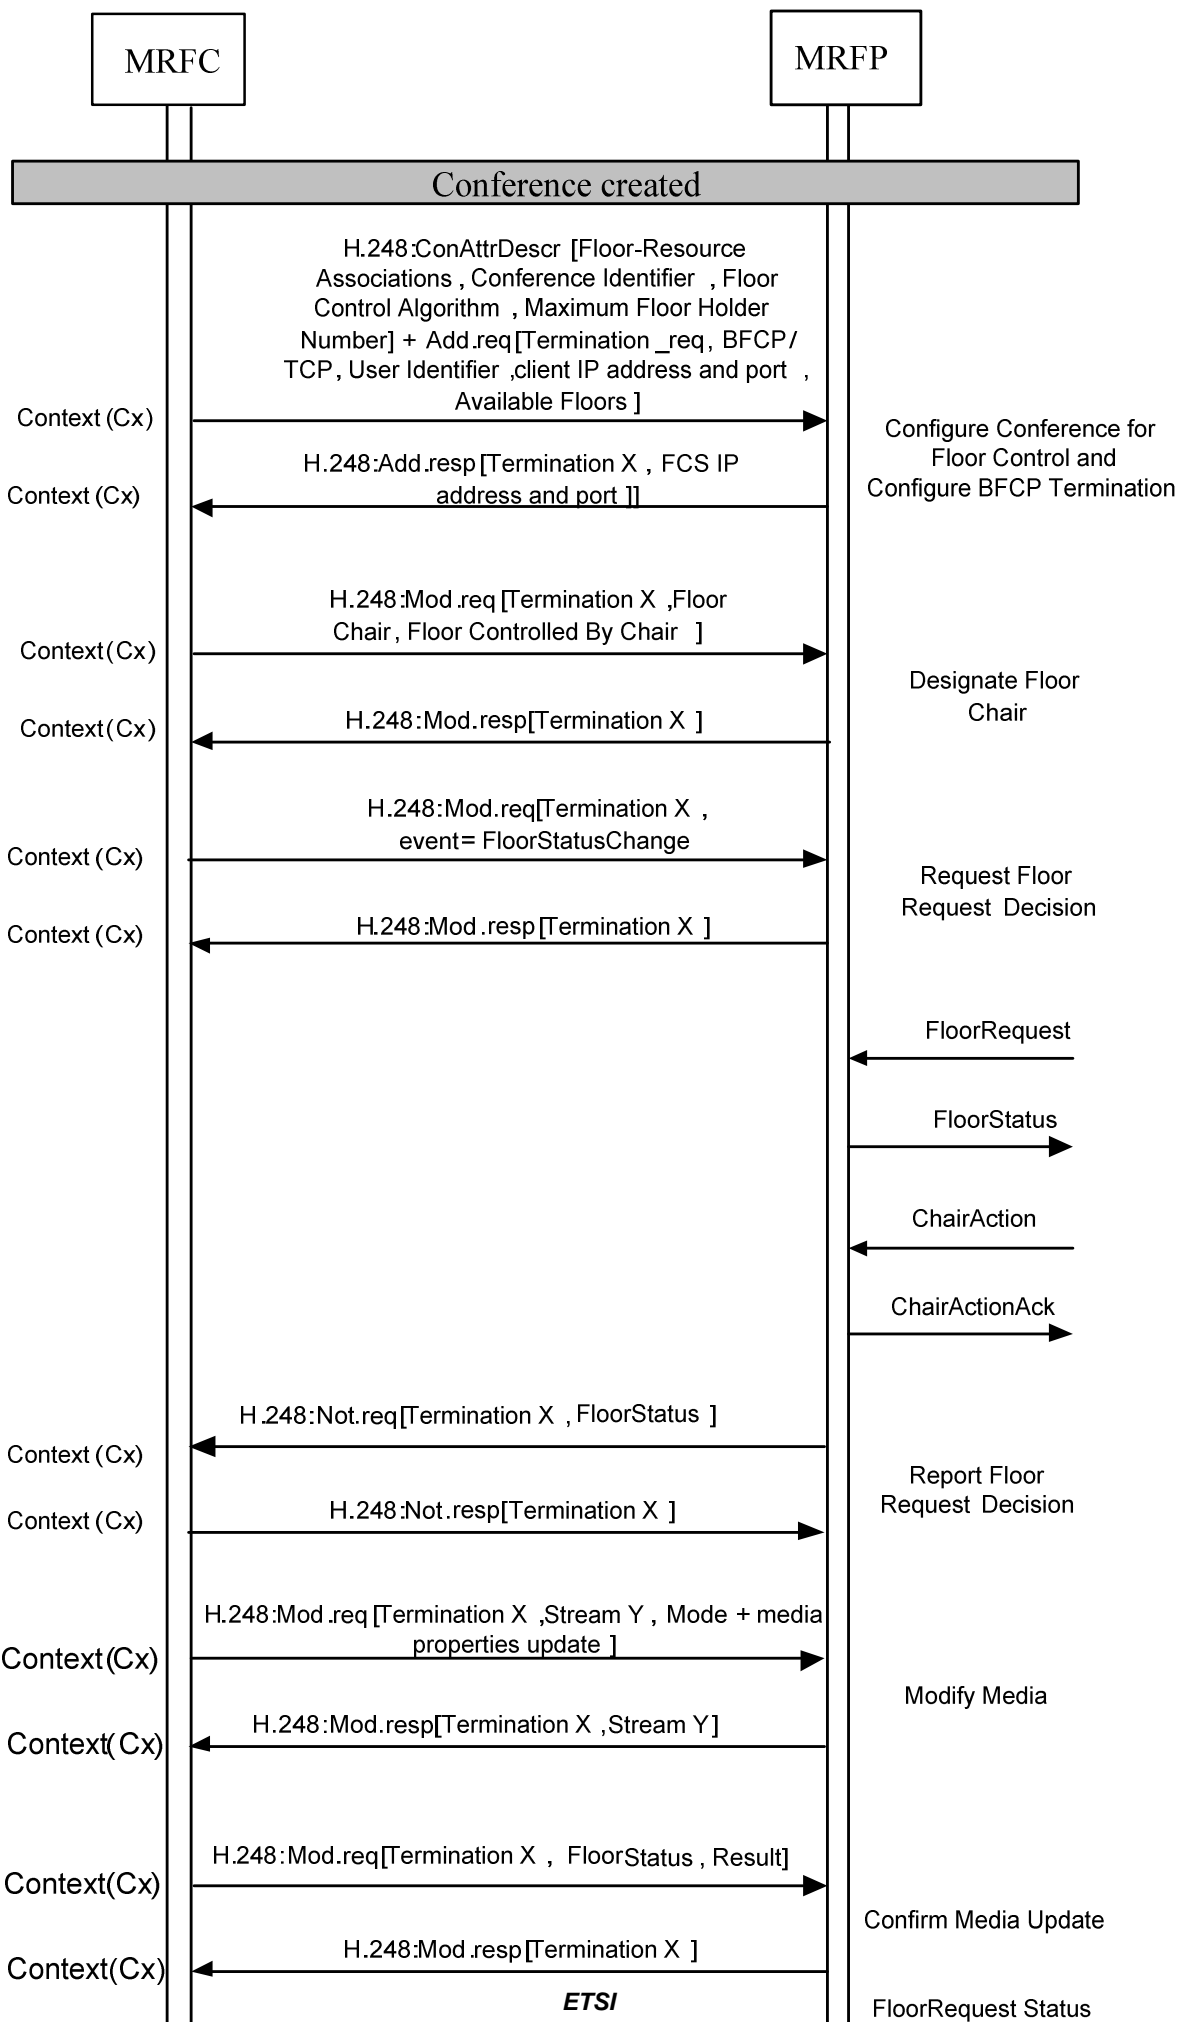 MRFC
MRFP
Conference created
H.248:ConAttrDescr [Floor-Resource
Associations , Conference Identifier , Floor
Control Algorithm , Maximum Floor Holder
Number] + Add.req[Termination _req, BFCP/
TCP, User Identifier ,client IP address and port ,
Available Floors ]
Context (Cx)
Configure Conference for
Floor Control and
Configure BFCP Termination
H.248:Add.resp[Termination X , FCS IP
address and port ]]
Context (Cx)
H.248:Mod.req [Termination X ,Floor
Chair , Floor Controlled By Chair ]
Context (Cx)
Designate Floor
Chair
H.248:Mod.resp[Termination X ]
Context (Cx)
H.248:Mod.req[Termination X ,
event= FloorStatusChange
Context (Cx)
Request Floor
Request Decision
H.248:Mod.resp[Termination X ]
Context (Cx)
FloorRequest
FloorStatus
ChairAction
ChairActionAck
H.248:Not.req[Termination X , FloorStatus ]
Context (Cx)
Report Floor
Request Decision
H.248:Not.resp[Termination X ]
Context (Cx)
H.248:Mod.req [Termination X ,Stream Y , Mode + media
properties update ]
Context (Cx)
Modify Media
H.248:Mod.resp[Termination X ,Stream Y]
Context(Cx)
H.248:Mod.req[Termination X , FloorStatus , Result]
Context(Cx)
Confirm Media Update
H.248:Mod.resp[Termination X ]
Context(Cx)
ETSI
FloorRequest Status